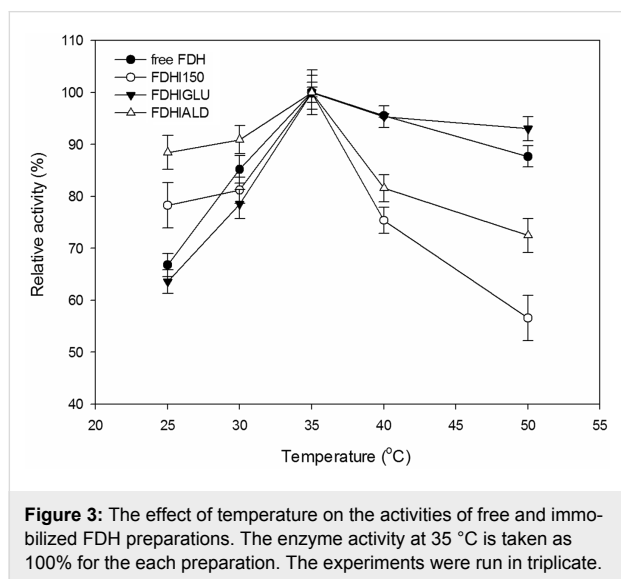 110
100
90
80
70
60
50
40
Relative activity (%)
free FDH
FDHI150
FDHIGLU
FDHIALD
20 25 30 35 40 45 50 55
Temperature (°C)
Figure 3: The effect of temperature on the activities of free and immo-
bilized FDH preparations. The enzyme activity at 35 °C is taken as
100% for the each preparation. The experiments were run in triplicate.